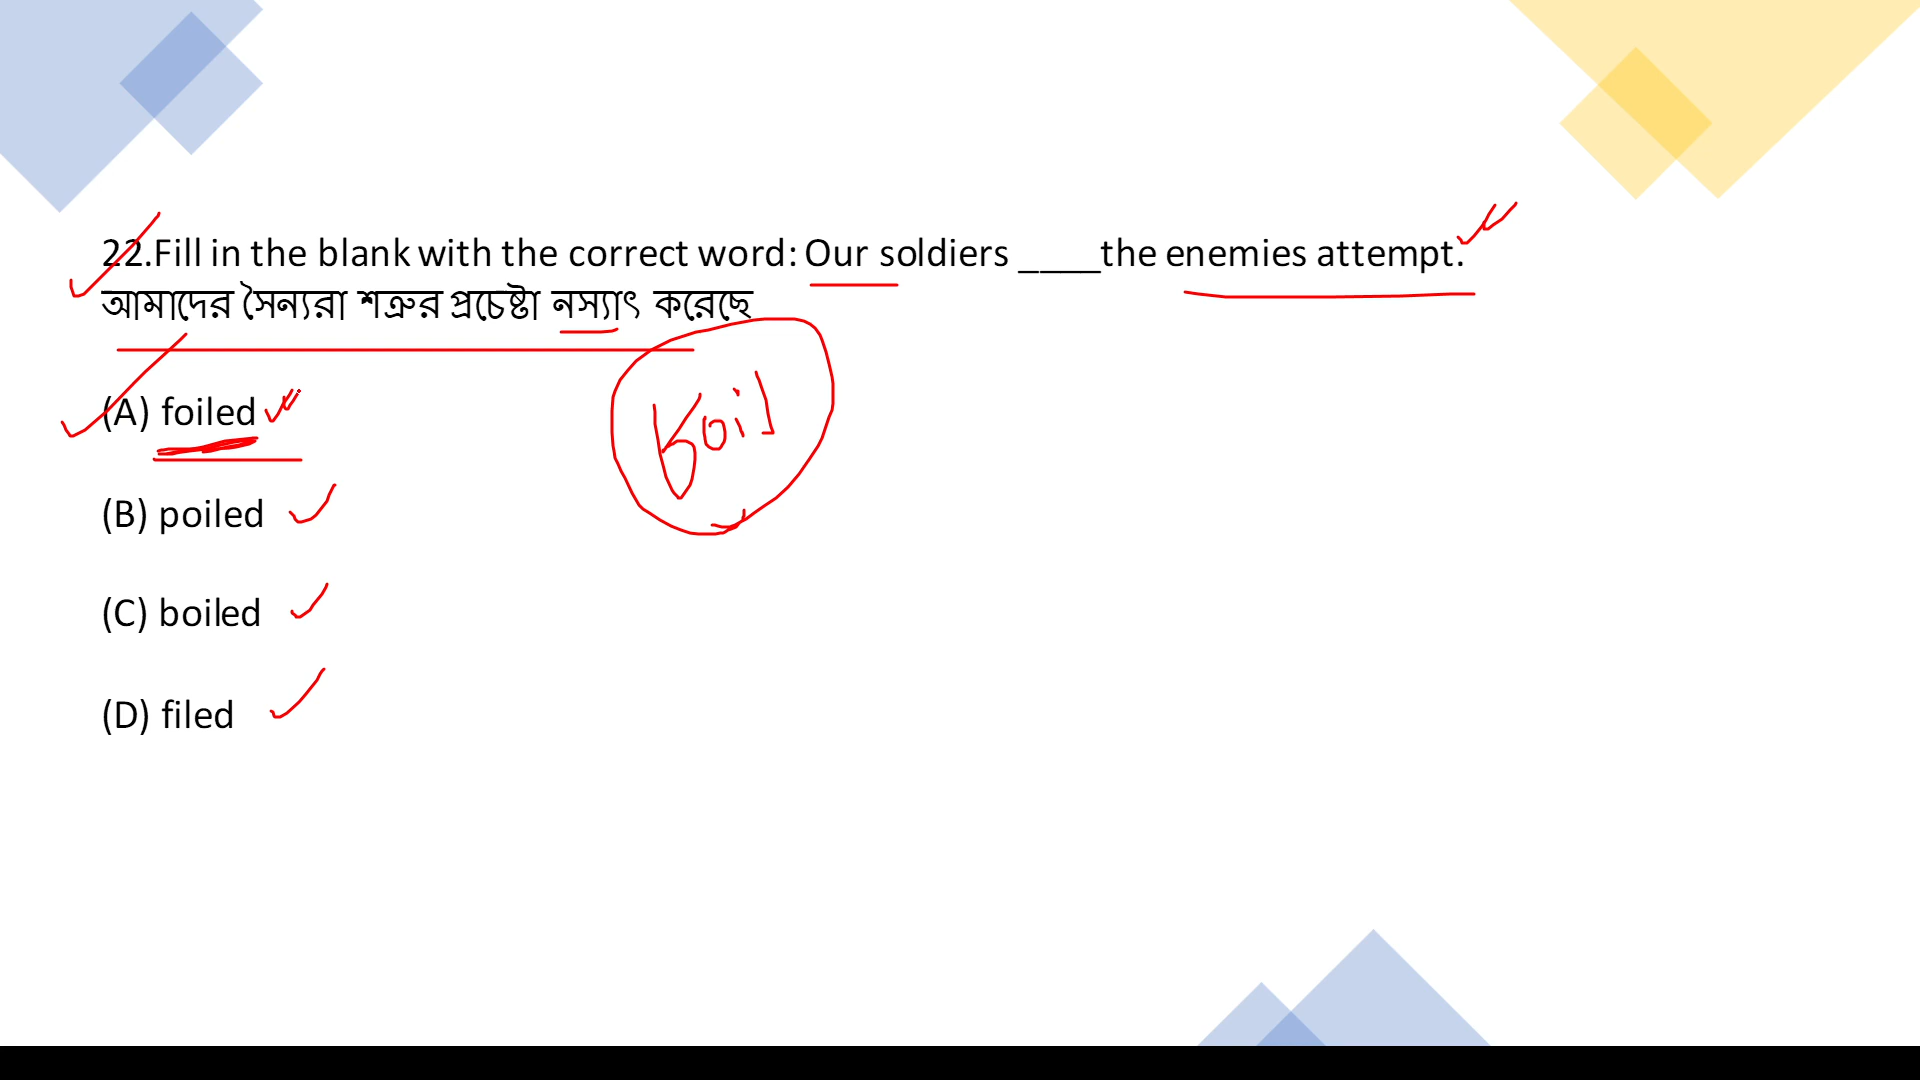 22.Fill in the blank with the correct word: Our soldiers ____the enemies attempt.
আমাদের সৈন্যরা শত্রুর প্রচেষ্টা নস্যাৎ করেছে
(A) foiled
foil
(B) poiled
(C) boiled
(D) filed